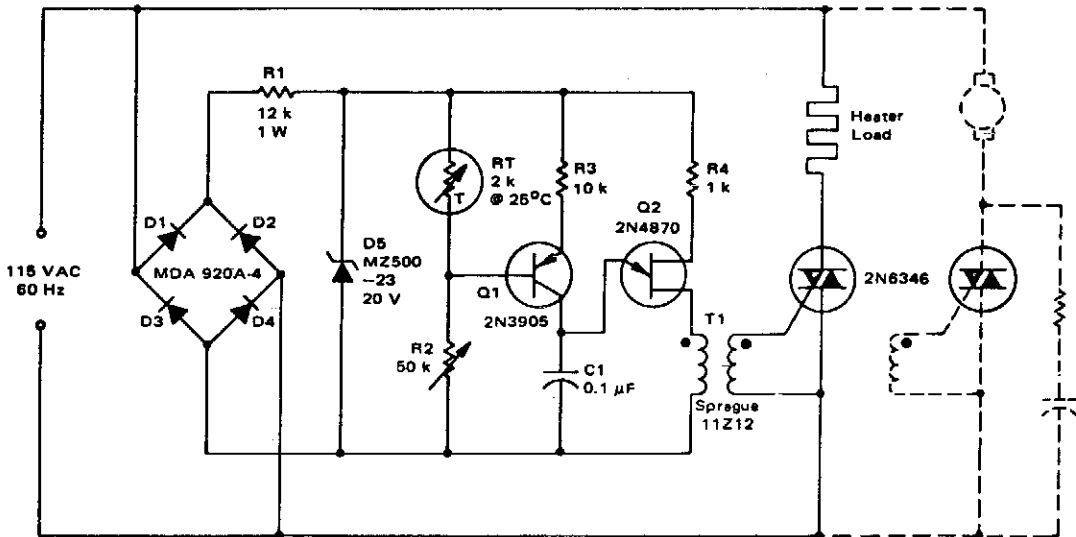 R1
12 k
1 W
Heater
Load
RT
2 k
@ 25°C
R3
10 k
R4
1 k
Q2
2N4870
D1
D2
115 VAC
60 Hz
MDA 920A-4
D5
MZ500
-23
20 V
2N6346
Q1
D3
D4
2N3905
T1
T
R2
50 k
C1
0.1 μF
Sprague
11Z12